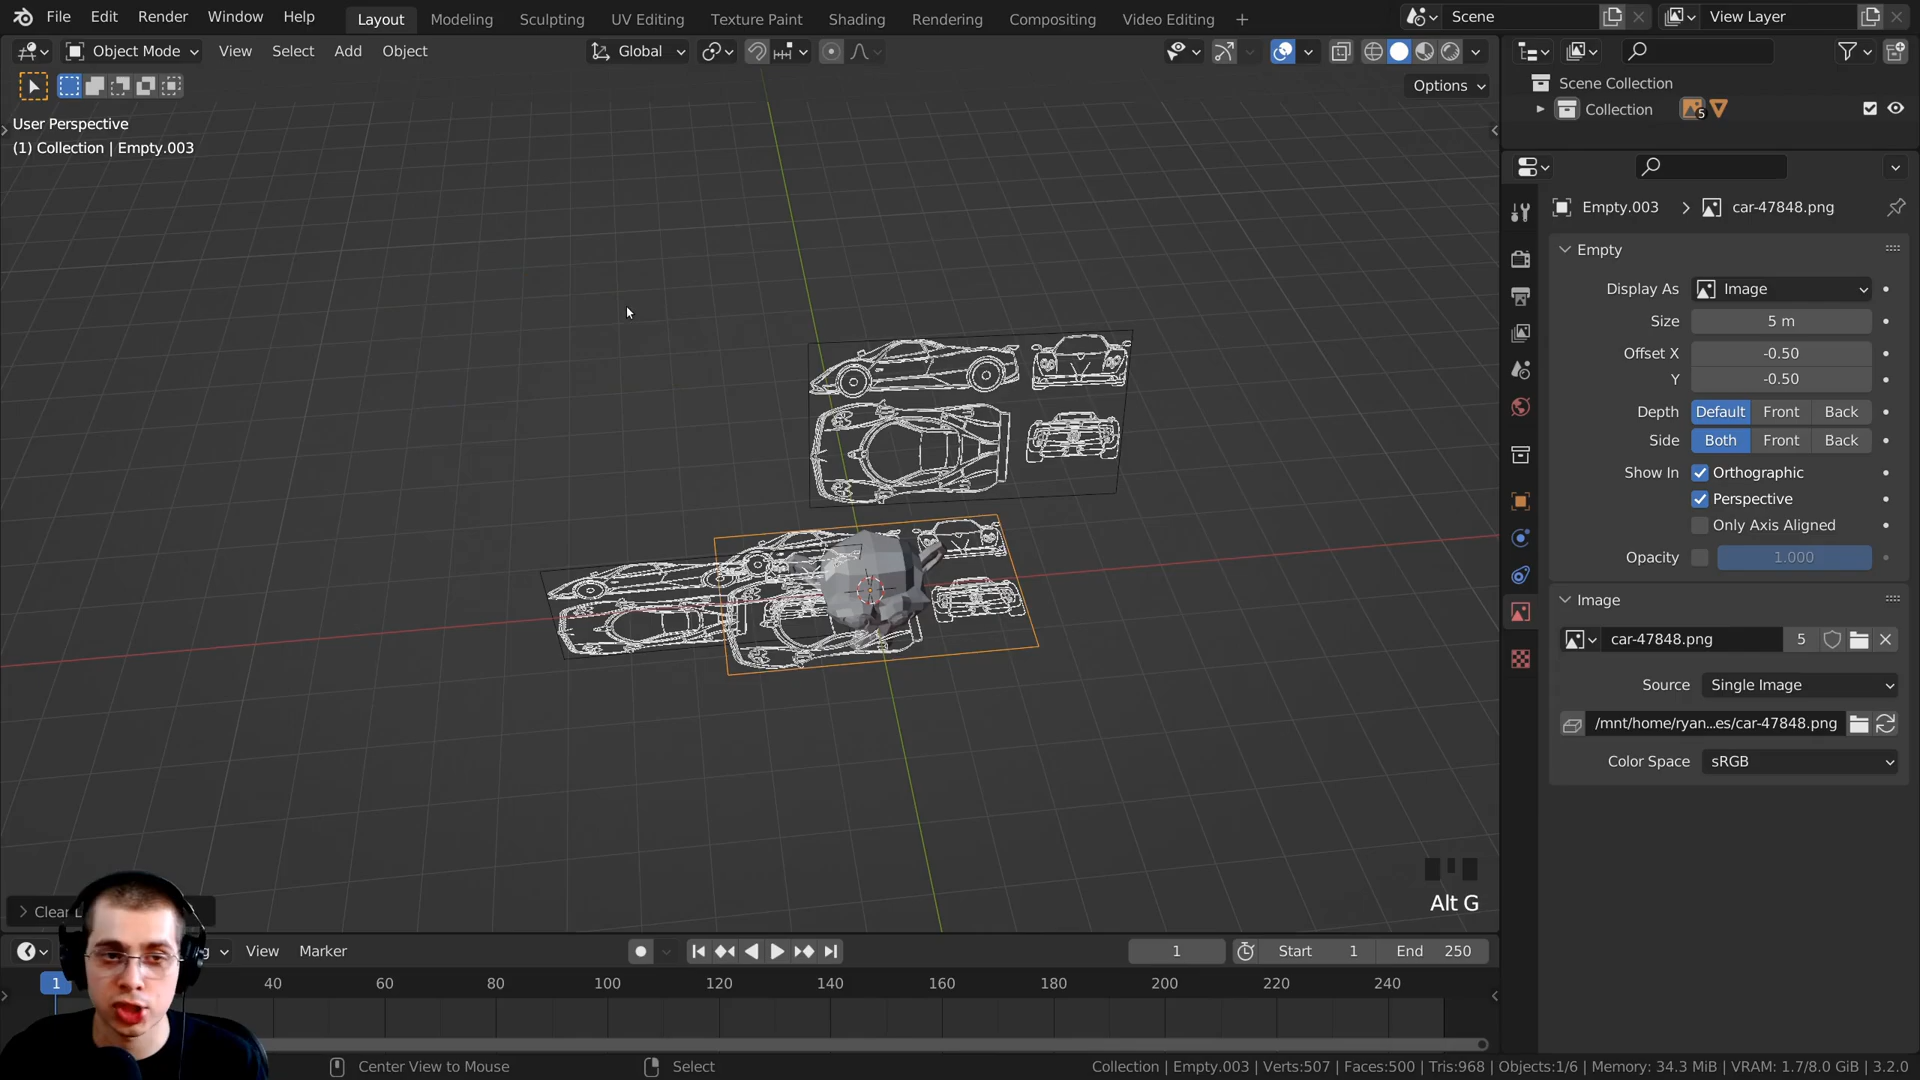 File Edit Render Window Help
Layout Modeling Sculpting UV Editing Texture Paint Shading Rendering Compositing Video Editing +
Scene
View Layer
Object Mode View Select Add Object
Global
Options
User Perspective
(1) Collection | Empty.003
Scene Collection
Collection 5
Empty.003 > car-47848.png
Empty
Display As Image
Size 5 m
Offset X -0.50
Y -0.50
Depth Default Front Back
Side Both Front Back
Show In Orthographic
Perspective
Only Axis Aligned
Opacity 1.000
Image
car-47848.png 5
Source Single Image
/mnt/home/ryan...es/car-47848.png
Color Space sRGB
Alt G
Clear
View Marker
1 Start 1 End 250
1 40 60 80 100 120 140 160 180 200 220 240
Center View to Mouse Select
Collection | Empty.003 | Verts:507 | Faces:500 | Tris:968 | Objects:1/6 | Memory: 34.3 MiB | VRAM: 1.7/8.0 GiB | 3.2.0